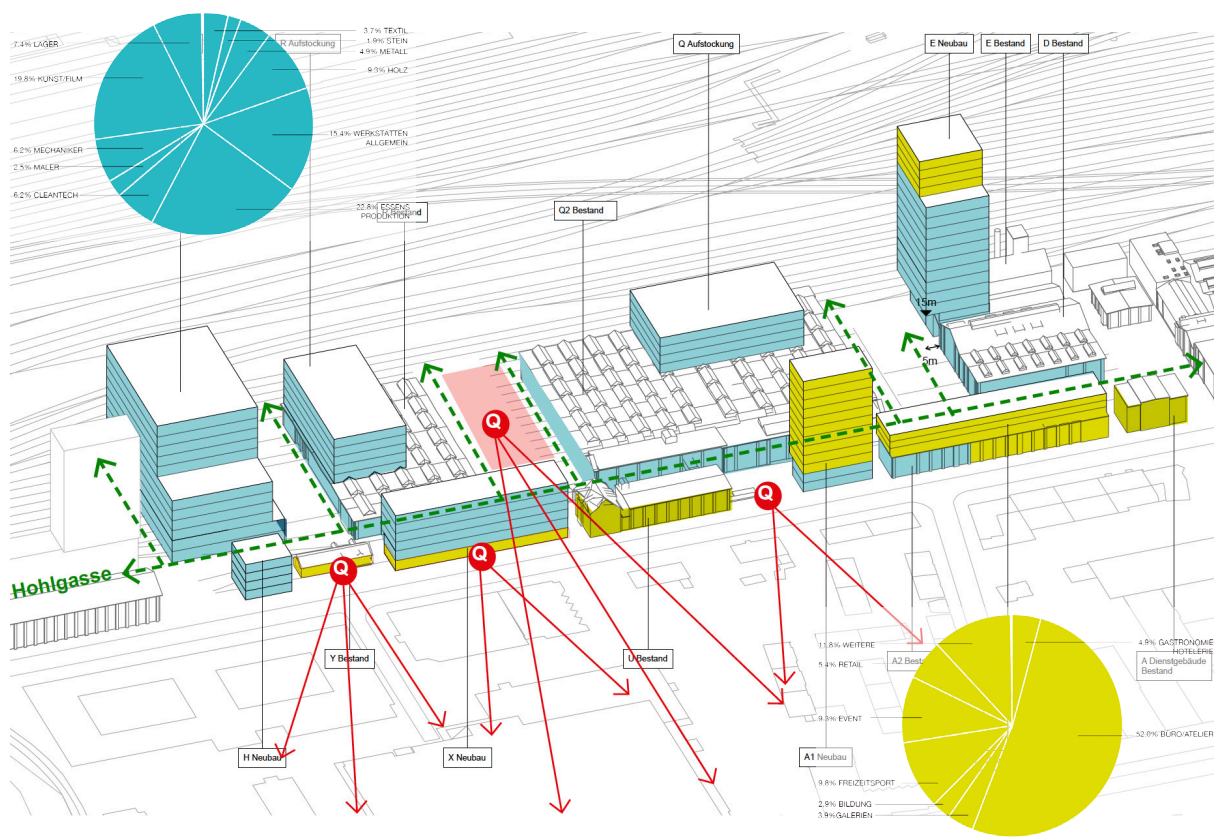 3.7% TEXTIL
1.9% STEIN
4.9% METALL
9.3% HOLZ
15.4% WERKSTATTEN
ALLGEMEIN
22.8% ESSENS
PRODUKTION
6.2% CLEANTECH
2.5% MALER
6.2% MECHANIKER
19.8% KUNST/FILM
7.4% LAGER
R Aufstockung
Q Aufstockung
E Neubau
E Bestand
D Bestand
Bestand
Q2 Bestand
15m
5m
Q
Q
Q
Q
Hohlgasse
Y Bestand
U Bestand
A2 Best
A Dienstgebäude
Bestand
H Neubau
X Neubau
A1 Neubau
11.8% WEITERE
5.4% RETAIL
9.3% EVENT
9.8% FREIZEITSPORT
2.9% BILDUNG
3.9%GALERIEN
4.9% GASTRONOMIE
HOTELERIE
52.0% BÜRO/ATELIER